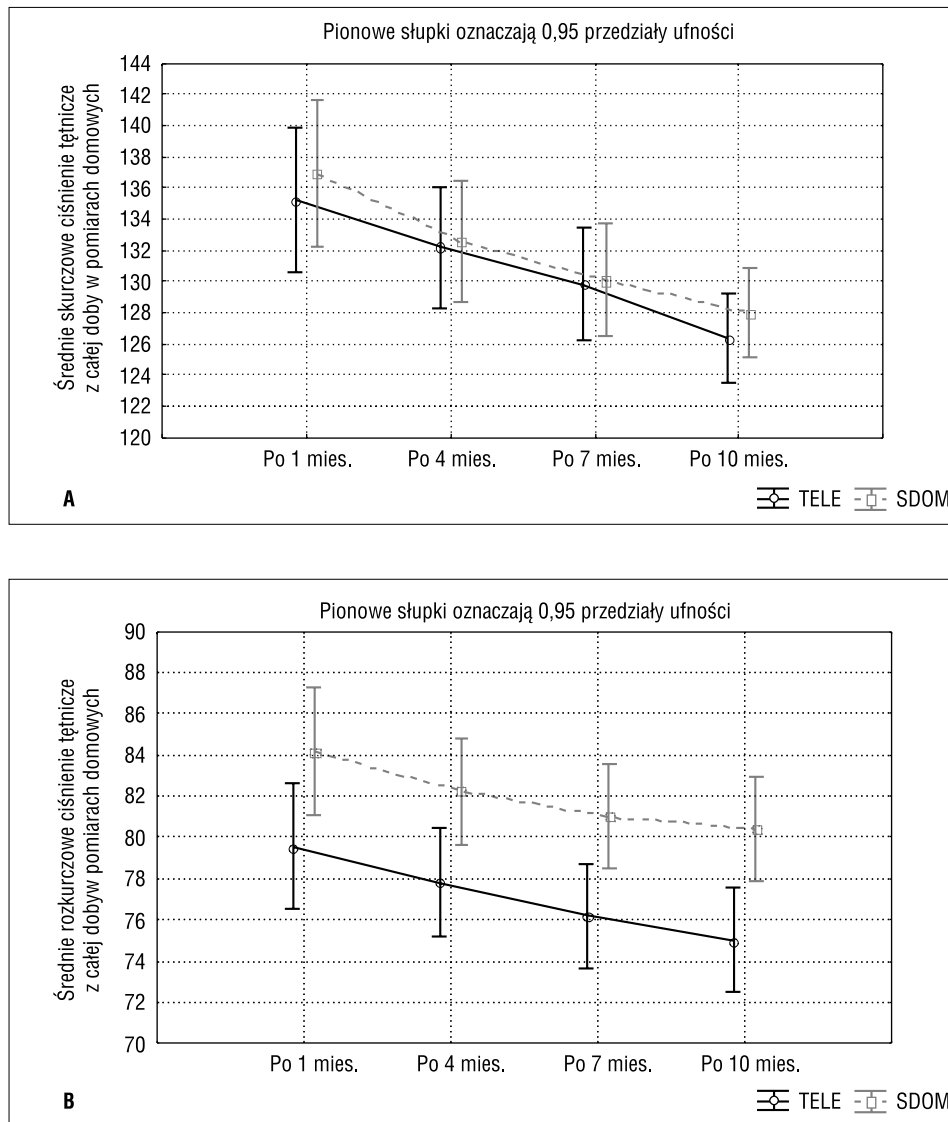 Pionowe słupki oznaczają 0,95 przedziały ufności
Średnie skurczowe ciśnienie tętnicze
z całej doby w pomiarach domowych
144
142
140
138
136
134
132
130
128
126
124
122
120
Po 1 mies.
Po 4 mies.
Po 7 mies.
Po 10 mies.
A
TELE
SDOM
Pionowe słupki oznaczają 0,95 przedziały ufności
Średnie rozkurczowe ciśnienie tętnicze
z całej dobyw pomiarach domowych
90
88
86
84
82
80
78
76
74
72
70
Po 1 mies.
Po 4 mies.
Po 7 mies.
Po 10 mies.
B
TELE
SDOM